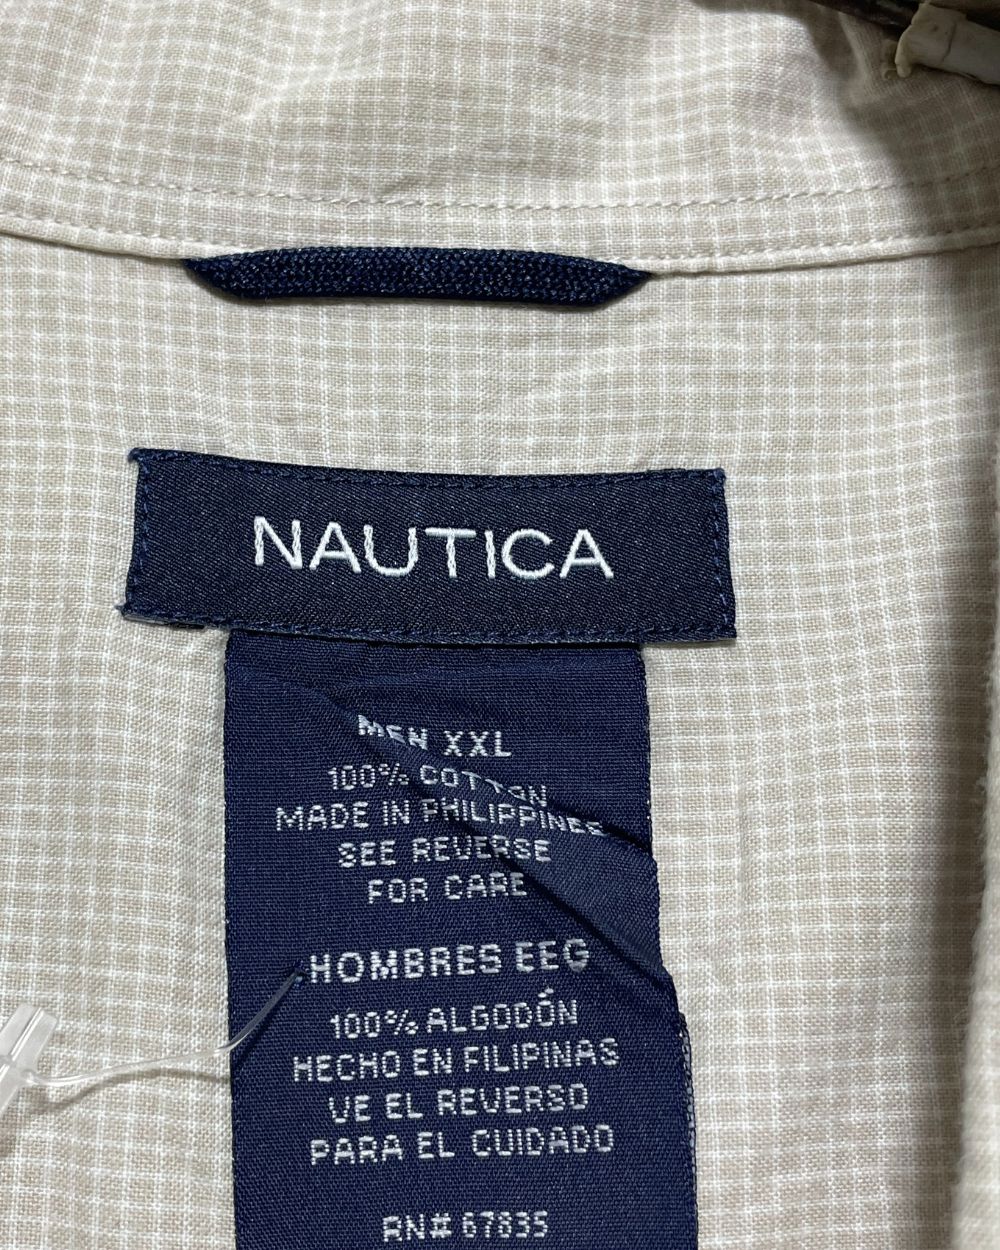 NAUTICA
MEN XXL
100% COTTON
MADE IN PHILIPPINES
SEE REVERSE
FOR CARE
HOMBRES EEG
100% ALGODÓN
HECHO EN FILIPINAS
VE EL REVERSO
PARA EL CUIDADO
RN# 67835